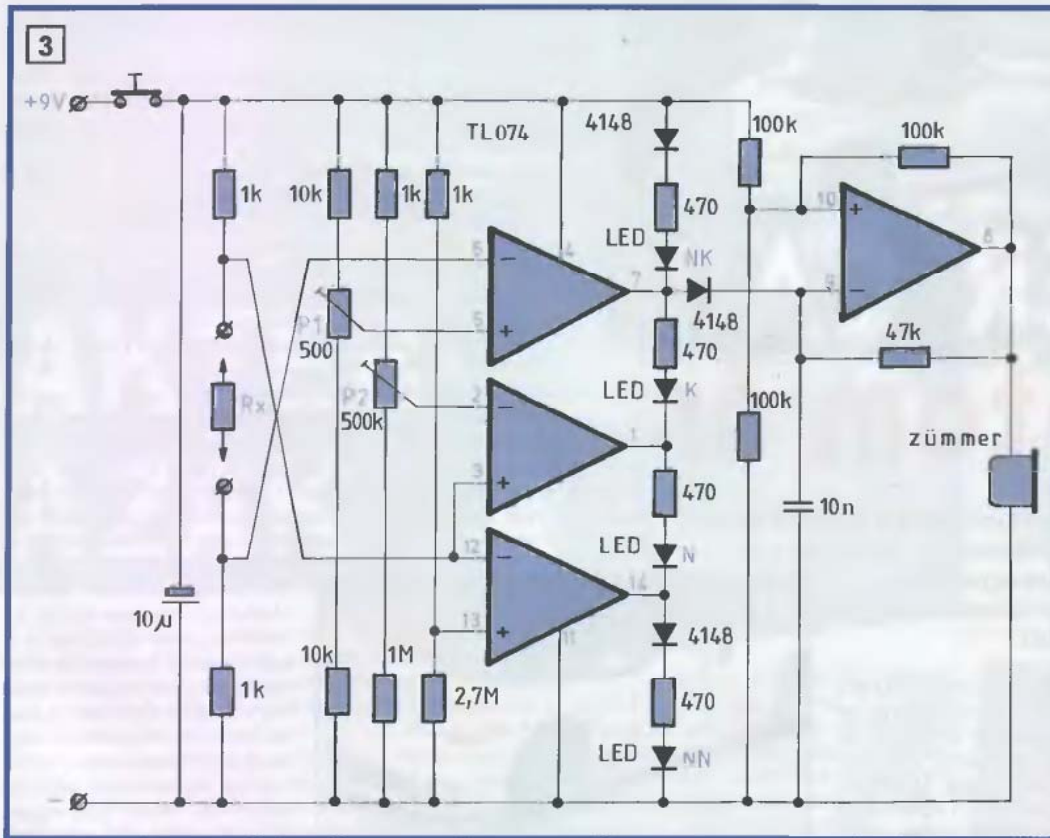 3
T
+9V
TL074
4148
100k
100k
1k
10k
1k
1k
470
LED
NK
10
+
8
6
−
4
7
9
−
4148
P1
500
5
+
470
47k
Rx
P2
500k
2
−
LED
K
1
100k
3
+
zümmer
470
10n
12
−
LED
N
14
10µ
13
+
11
4148
1k
10k
1M
2,7M
470
LED
NN
−